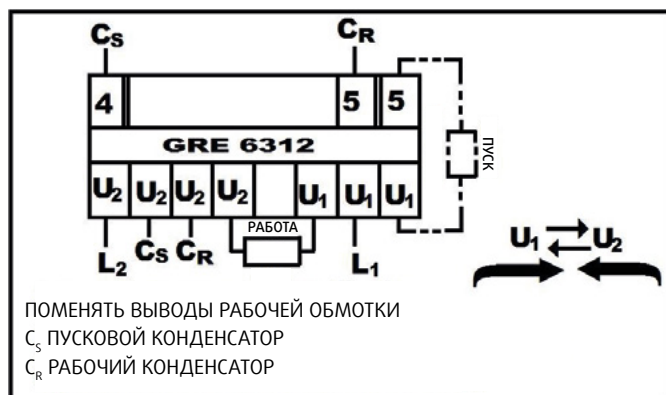 Cs CR
4 5 5
GRE 6312
ПУСК
U2 U2 U2 U2 U1 U1 U1
РАБОТА
L2 Cs CR L1
U1 U2
ПОМЕНЯТЬ ВЫВОДЫ РАБОЧЕЙ ОБМОТКИ
Cs ПУСКОВОЙ КОНДЕНСАТОР
CR РАБОЧИЙ КОНДЕНСАТОР